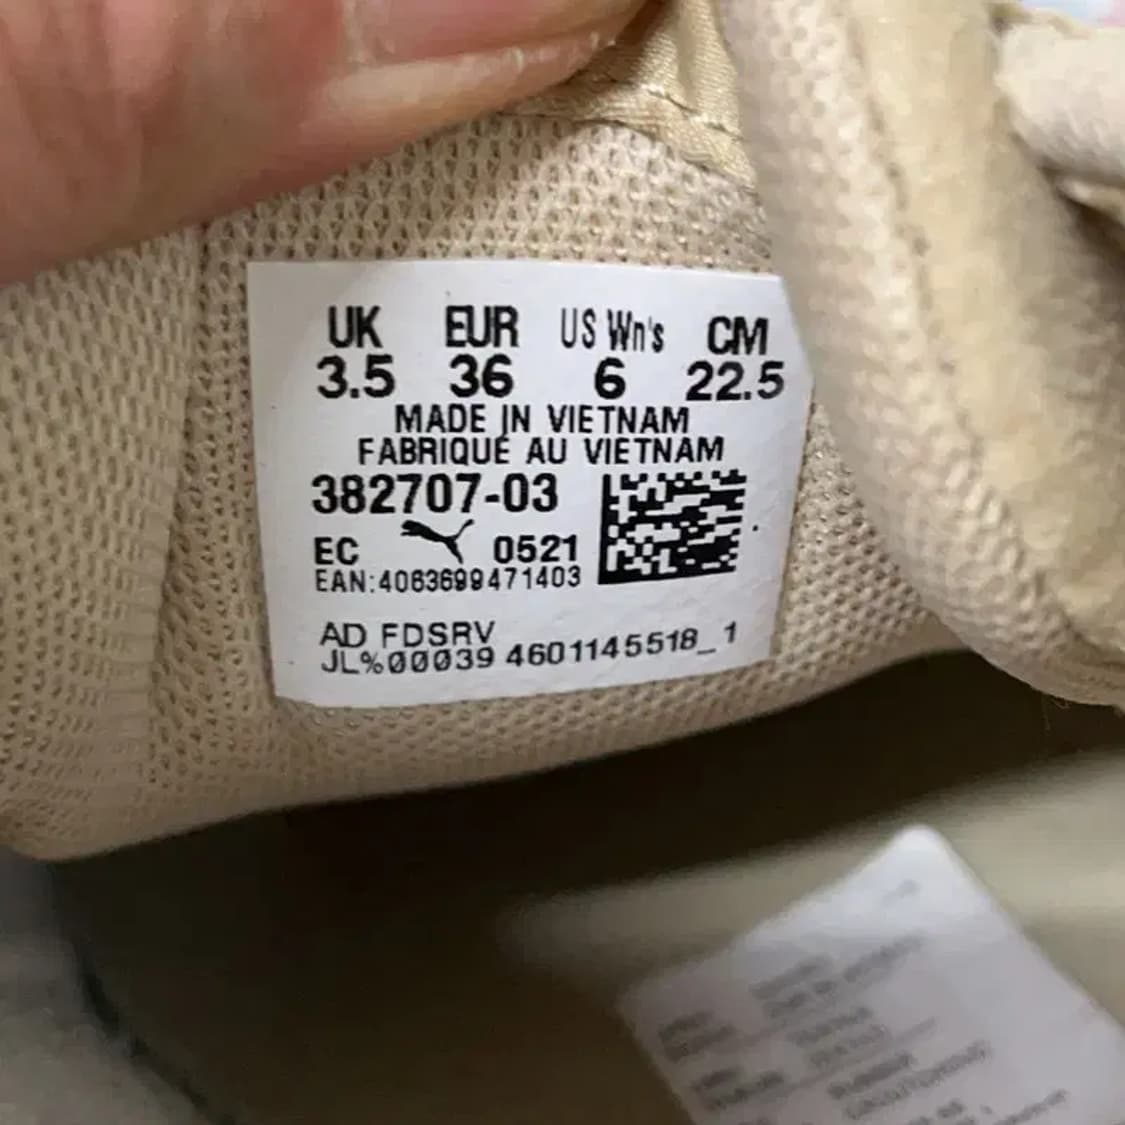 UK EUR US Wn's CM
3.5 36 6 22.5
MADE IN VIETNAM
FABRIQUÉ AU VIETNAM
382707-03
EC 0521
EAN:4063699471403
AD FDSRV
JL%00039 4601145518_1